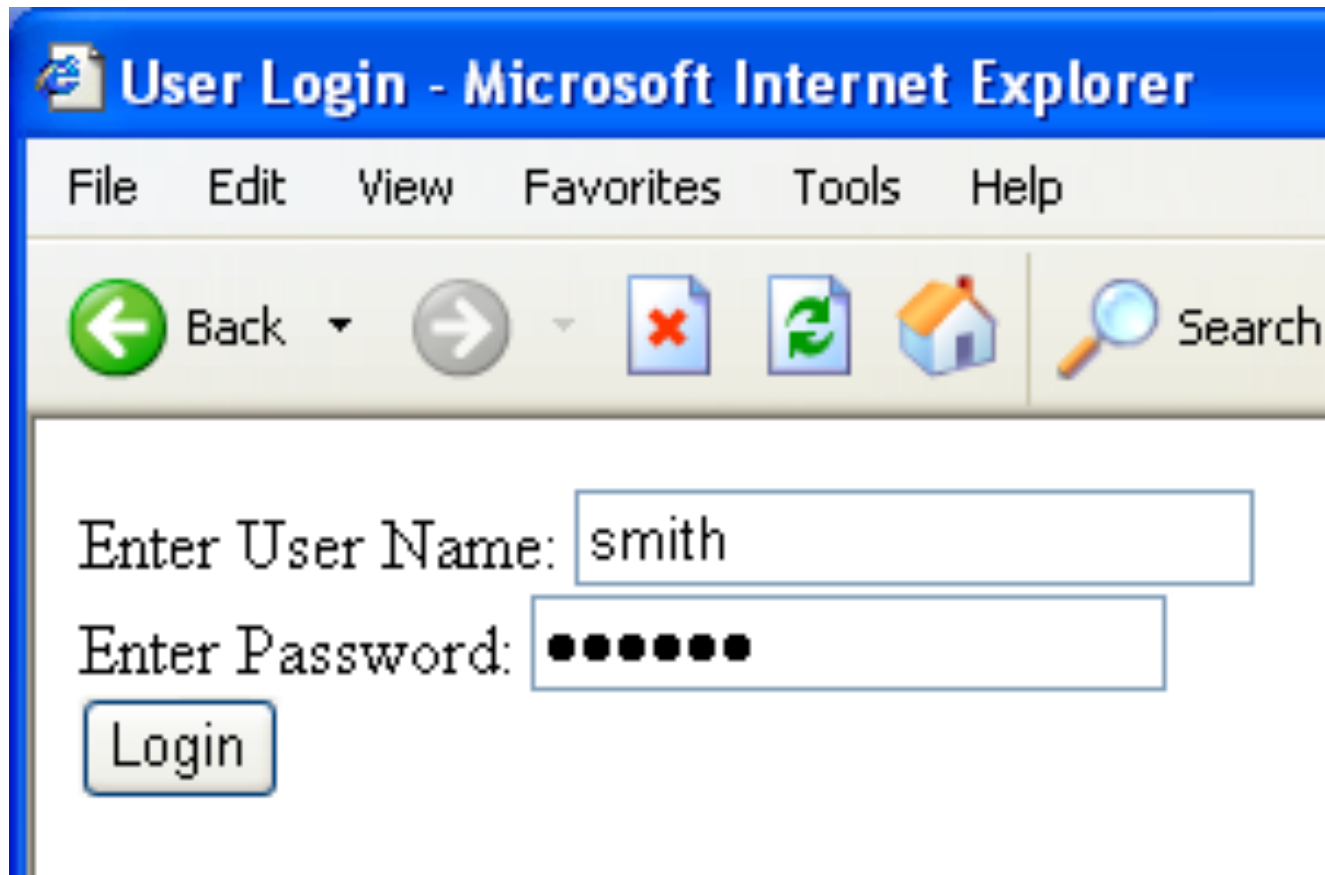 User Login - Microsoft Internet Explorer
File Edit View Favorites Tools Help
Back Search
Enter User Name: smith
Enter Password: ●●●●●●
Login